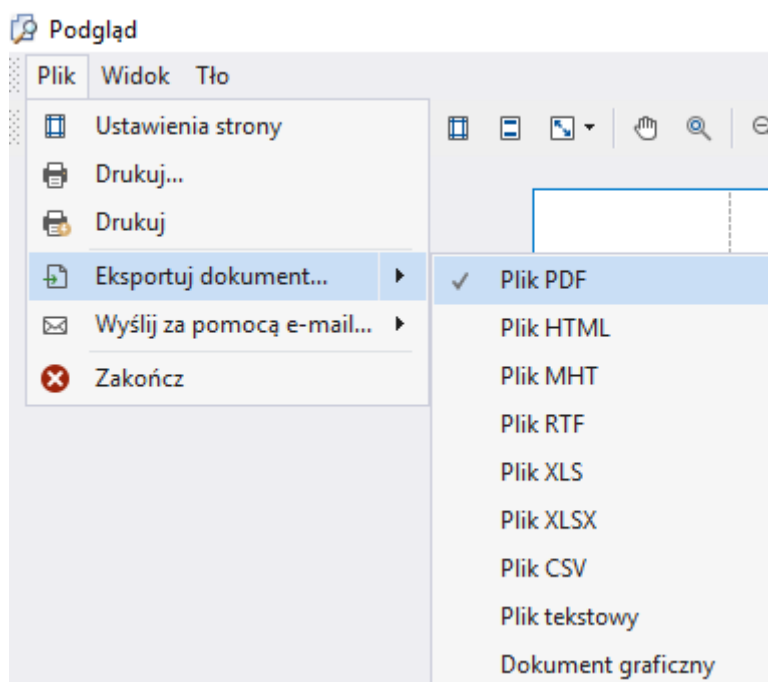 Podgląd
Plik Widok Tło
Ustawienia strony
Drukuj...
Drukuj
Eksportuj dokument...
Wyślij za pomocą e-mail...
Zakończ
Plik PDF
Plik HTML
Plik MHT
Plik RTF
Plik XLS
Plik XLSX
Plik CSV
Plik tekstowy
Dokument graficzny